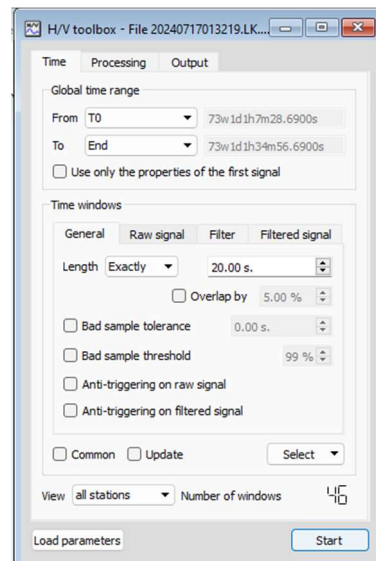 H/V toolbox - File 20240717013219.LK....
Time Processing Output
Global time range
From T0 73w1d1h7m28.6900s
To End 73w1d1h34m56.6900s
Use only the properties of the first signal
Time windows
General Raw signal Filter Filtered signal
Length Exactly 20.00 s.
Overlap by 5.00 %
Bad sample tolerance 0.00 s.
Bad sample threshold 99 %
Anti-triggering on raw signal
Anti-triggering on filtered signal
Common Update Select
View all stations Number of windows 46
Load parameters Start